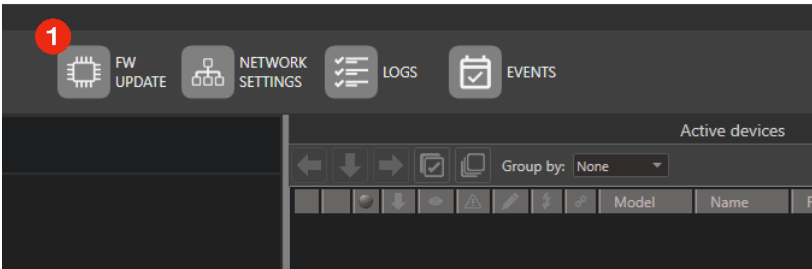 1
FW
UPDATE
NETWORK
SETTINGS
LOGS
EVENTS
Active devices
Group by: None
Model Name